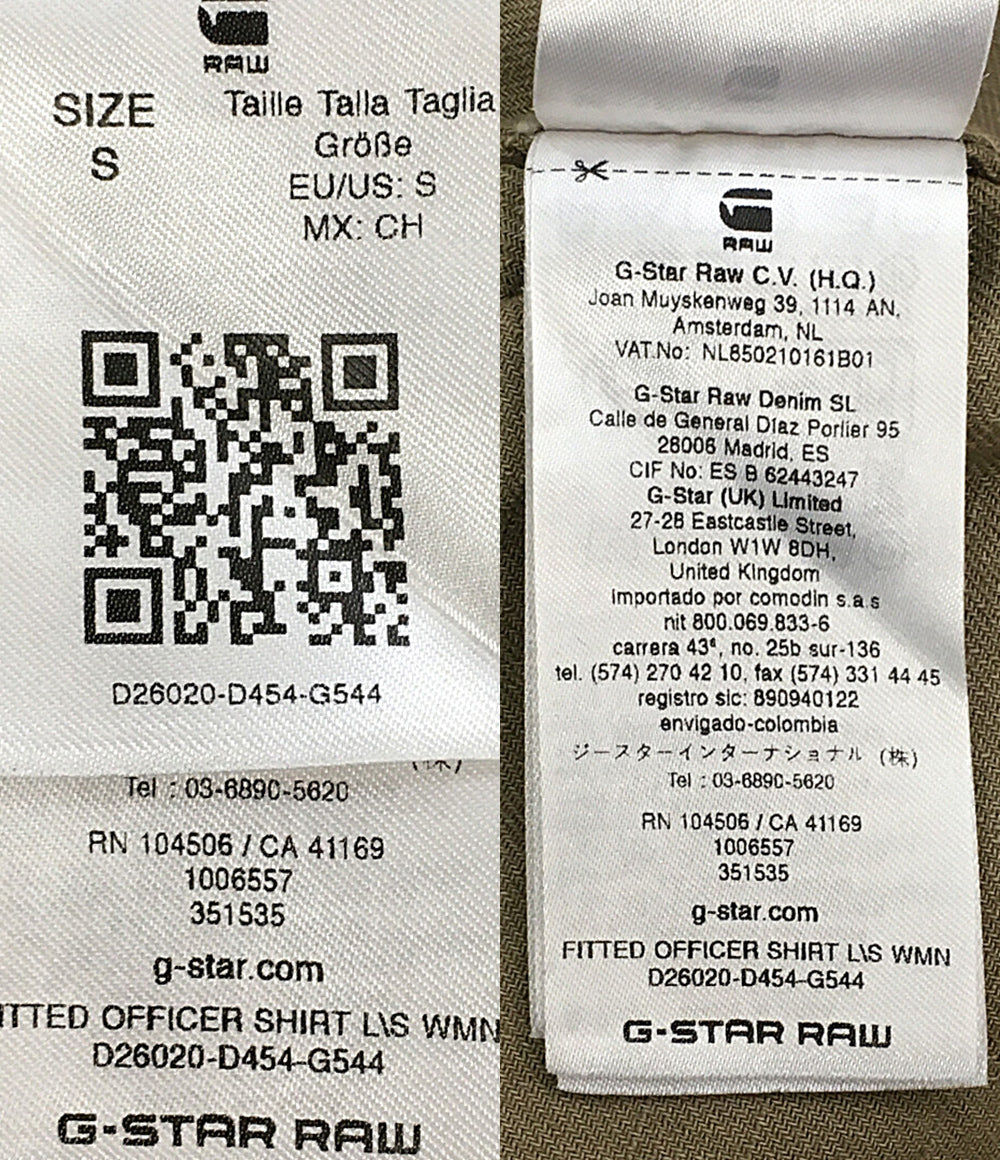 RAW
SIZE
S
Taille Talla Taglia
Größe
EU/US: S
MX: CH
D26020-D454-G544
(株)
Tel : 03-6890-5620
RN 104506 / CA 41169
1006557
351535
g-star.com
ITTED OFFICER SHIRT L\S WMN
D26020-D454-G544
G-STAR RAW
RAW
G-Star Raw C.V. (H.Q.)
Joan Muyskenweg 39, 1114 AN,
Amsterdam, NL
VAT.No: NL850210161B01
G-Star Raw Denim SL
Calle de General Díaz Porlier 95
28006 Madrid, ES
CIF No: ES B 62443247
G-Star (UK) Limited
27-28 Eastcastle Street,
London W1W 8DH,
United Kingdom
importado por comodin s.a.s
nit 800.069.833-6
carrera 43ª, no. 25b sur-136
tel. (574) 270 42 10, fax (574) 331 44 45
registro sic: 890940122
envigado-colombia
ジースターインターナショナル (株)
Tel : 03-6890-5620
RN 104506 / CA 41169
1006557
351535
g-star.com
FITTED OFFICER SHIRT L\S WMN
D26020-D454-G544
G-STAR RAW